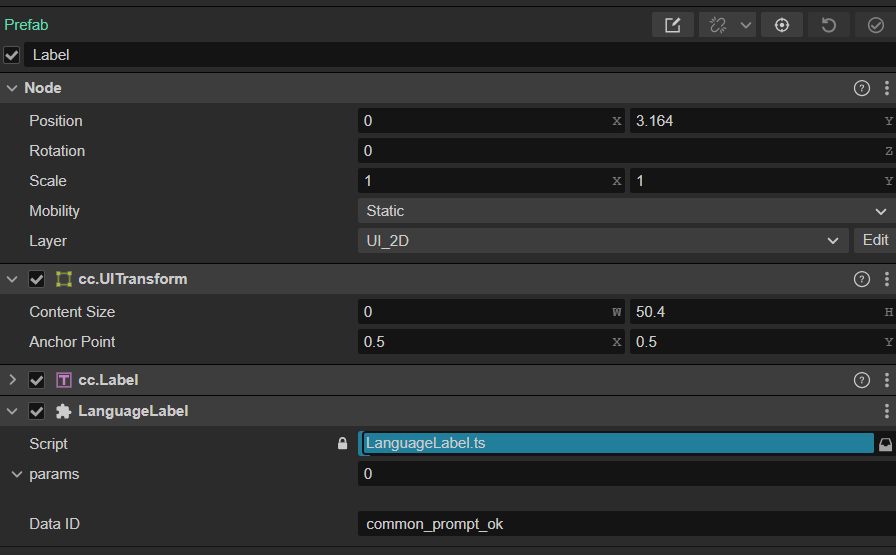 Prefab
Label
Node
Position 0 X 3.164 Y
Rotation 0 Z
Scale 1 X 1 Y
Mobility Static
Layer UI_2D Edit
cc.UITransform
Content Size 0 W 50.4 H
Anchor Point 0.5 X 0.5 Y
T cc.Label
LanguageLabel
Script LanguageLabel.ts
params 0
Data ID common_prompt_ok